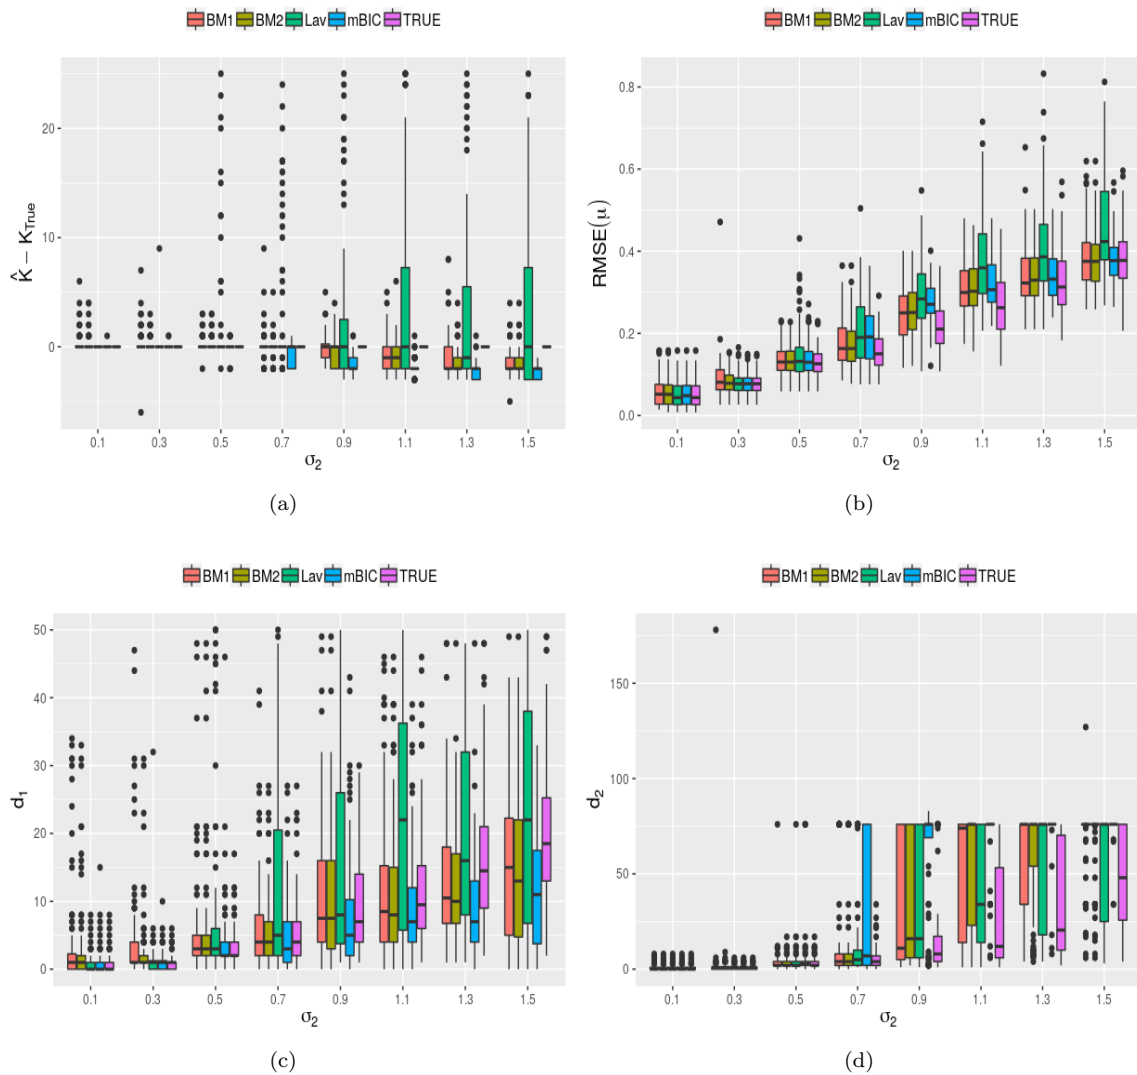 BM1 BM2 Lav mBIC TRUE
K̂ − K_True
20
10
0
0.1 0.3 0.5 0.7 0.9 1.1 1.3 1.5
σ₂
(a)
BM1 BM2 Lav mBIC TRUE
RMSE(μ)
0.8
0.6
0.4
0.2
0.0
0.1 0.3 0.5 0.7 0.9 1.1 1.3 1.5
σ₂
(b)
BM1 BM2 Lav mBIC TRUE
d₁
50
40
30
20
10
0
0.1 0.3 0.5 0.7 0.9 1.1 1.3 1.5
σ₂
(c)
BM1 BM2 Lav mBIC TRUE
d₂
150
100
50
0
0.1 0.3 0.5 0.7 0.9 1.1 1.3 1.5
σ₂
(d)